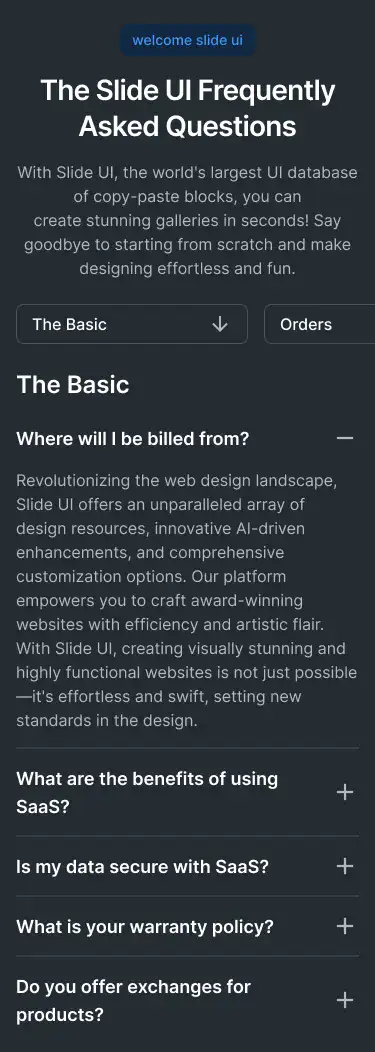 welcome slide ui
The Slide UI Frequently
Asked Questions
With Slide UI, the world's largest UI database
of copy-paste blocks, you can
create stunning galleries in seconds! Say
goodbye to starting from scratch and make
designing effortless and fun.
The Basic
Orders
The Basic
Where will I be billed from?
Revolutionizing the web design landscape,
Slide UI offers an unparalleled array of
design resources, innovative AI-driven
enhancements, and comprehensive
customization options. Our platform
empowers you to craft award-winning
websites with efficiency and artistic flair.
With Slide UI, creating visually stunning and
highly functional websites is not just possible
—it's effortless and swift, setting new
standards in the design.
What are the benefits of using
SaaS?
Is my data secure with SaaS?
What is your warranty policy?
Do you offer exchanges for
products?